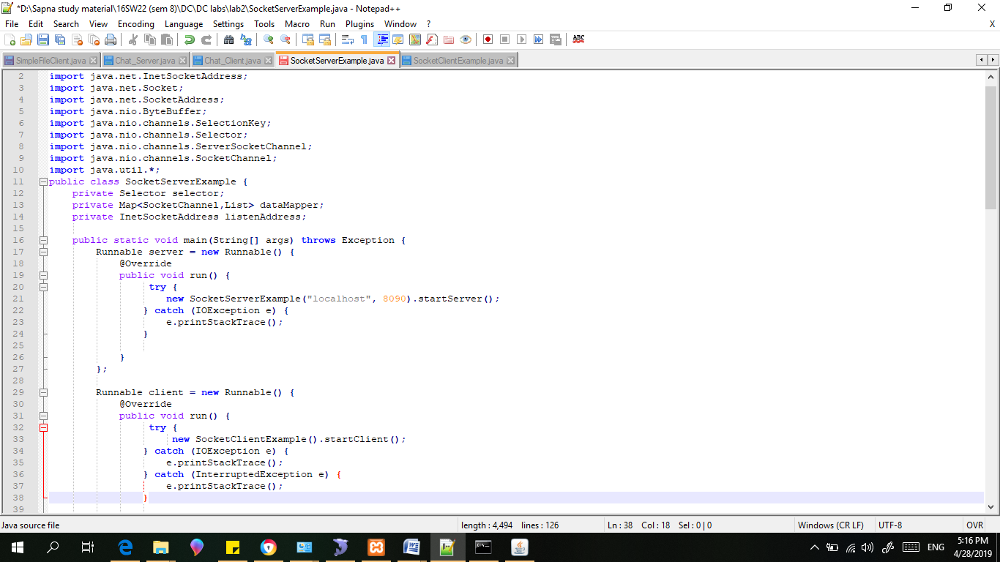 *D:\Sapna study material\16SW22 (sem 8)\DC\DC labs\lab2\SocketServerExample.java - Notepad++
File Edit Search View Encoding Language Settings Tools Macro Run Plugins Window ? X
SimpleFileClient.java Chat_Server.java Chat_Client.java SocketServerExample.java SocketClientExample.java
2 import java.net.InetSocketAddress;
3 import java.net.Socket;
4 import java.net.SocketAddress;
5 import java.nio.ByteBuffer;
6 import java.nio.channels.SelectionKey;
7 import java.nio.channels.Selector;
8 import java.nio.channels.ServerSocketChannel;
9 import java.nio.channels.SocketChannel;
10 import java.util.*;
11 public class SocketServerExample {
12 private Selector selector;
13 private Map<SocketChannel,List> dataMapper;
14 private InetSocketAddress listenAddress;
15
16 public static void main(String[] args) throws Exception {
17 Runnable server = new Runnable() {
18 @Override
19 public void run() {
20 try {
21 new SocketServerExample("localhost", 8090).startServer();
22 } catch (IOException e) {
23 e.printStackTrace();
24 }
25
26 }
27 };
28
29 Runnable client = new Runnable() {
30 @Override
31 public void run() {
32 try {
33 new SocketClientExample().startClient();
34 } catch (IOException e) {
35 e.printStackTrace();
36 } catch (InterruptedException e) {
37 e.printStackTrace();
38 }
39
Java source file length : 4,494 lines : 126 Ln : 38 Col : 18 Sel : 0 | 0 Windows (CR LF) UTF-8 OVR
ENG 5:16 PM
4/28/2019